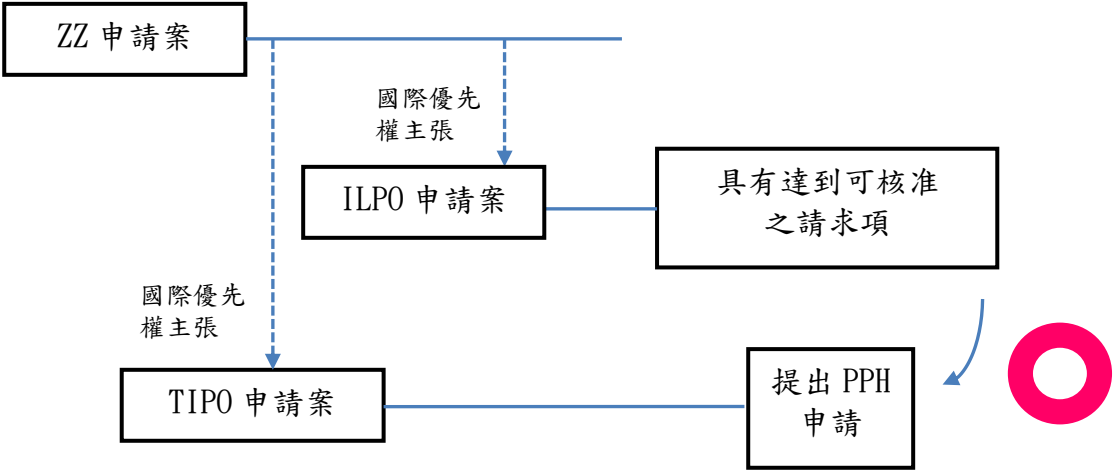 ZZ 申請案
國際優先
權主張
ILPO 申請案
具有達到可核准
之請求項
國際優先
權主張
TIPO 申請案
提出 PPH
申請